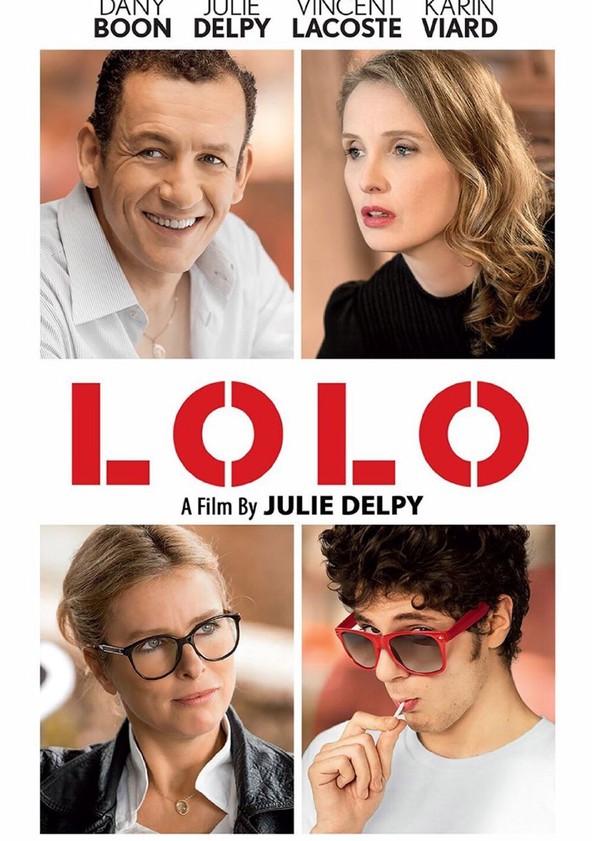 DANY JULIE VINCENT KARIN
BOON DELPY LACOSTE VIARD
LOLO
A Film By JULIE DELPY